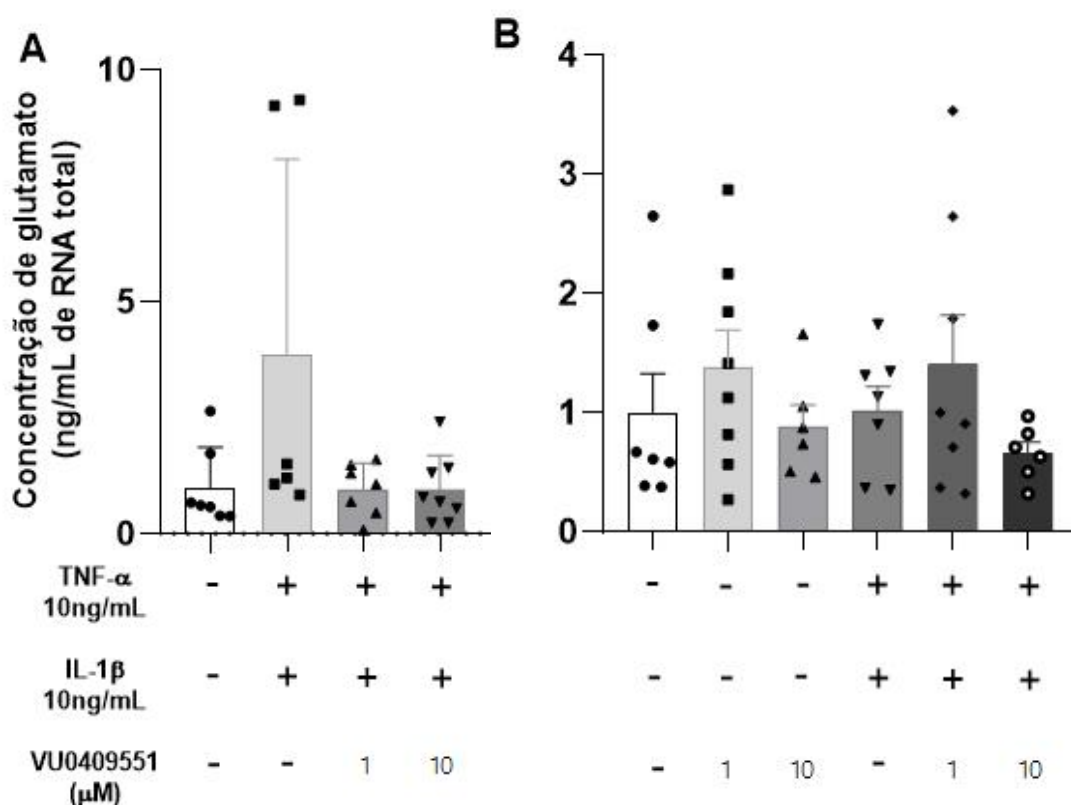 A
B
Concentração de glutamato
(ng/mL de RNA total)
10
5
0
4
3
2
1
0
TNF-α
10ng/mL
- + + +
- - - + + +
IL-1β
10ng/mL
- + + +
- - - + + +
VU0409551
(μM)
- - 1 10
- 1 10 - 1 10